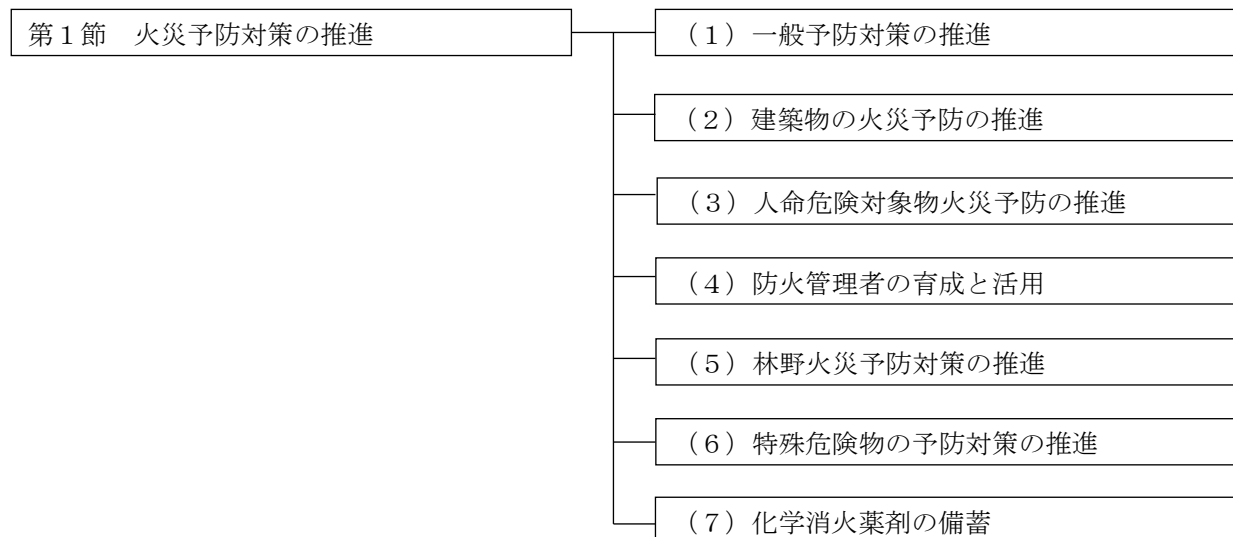 第１節　火災予防対策の推進
（１）一般予防対策の推進
（２）建築物の火災予防の推進
（３）人命危険対象物火災予防の推進
（４）防火管理者の育成と活用
（５）林野火災予防対策の推進
（６）特殊危険物の予防対策の推進
（７）化学消火薬剤の備蓄